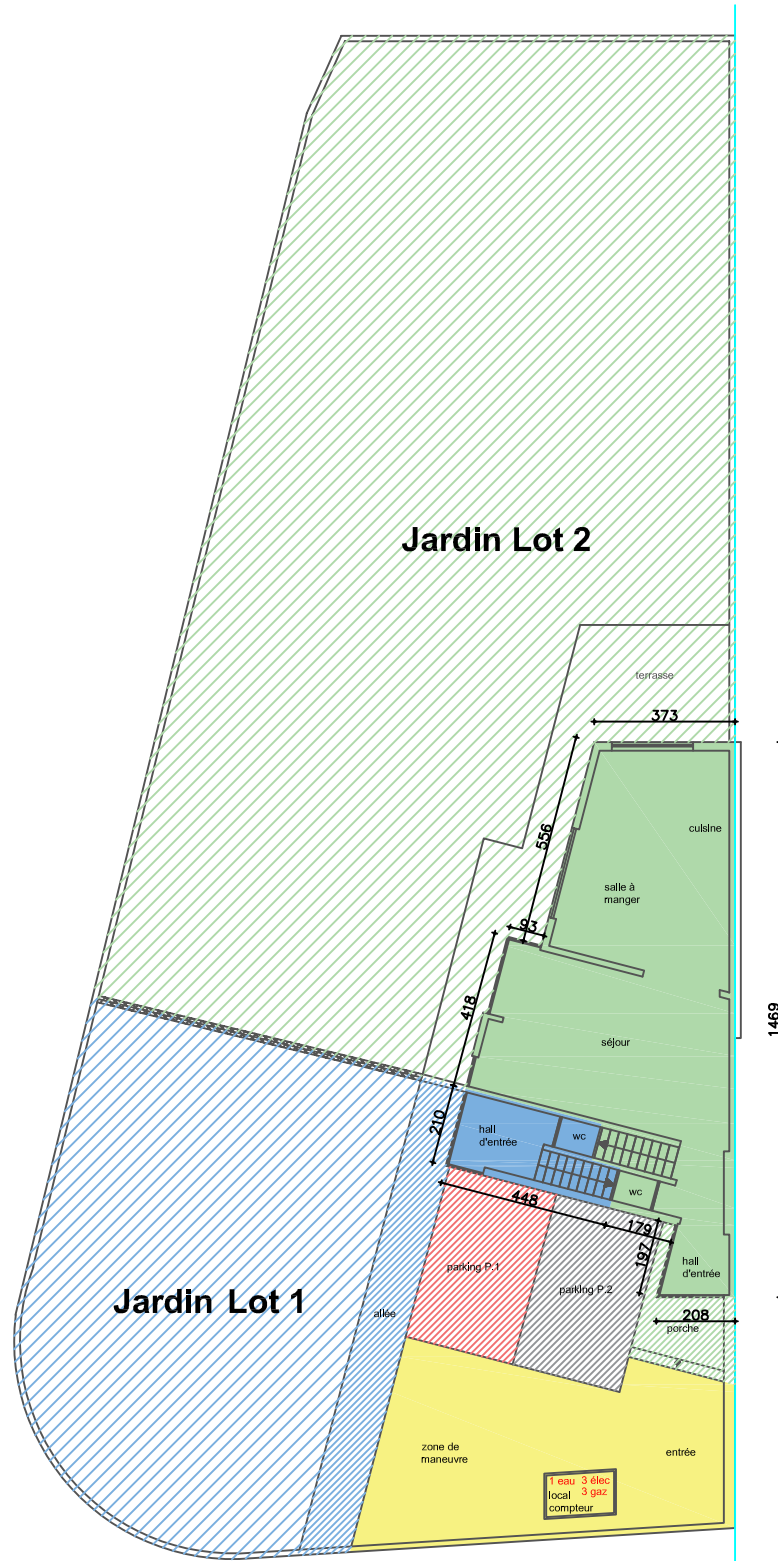 Jardin Lot 2
terrasse
373
cuisine
556
salle à
manger
93
418
1469
séjour
210
hall
d'entrée
wc
wc
448
179
197
parking P.1
hall
d'entrée
parking P.2
Jardin Lot 1
allée
208
porche
zone de
maneuvre
entrée
1 eau 3 élec
3 gaz
local
compteur